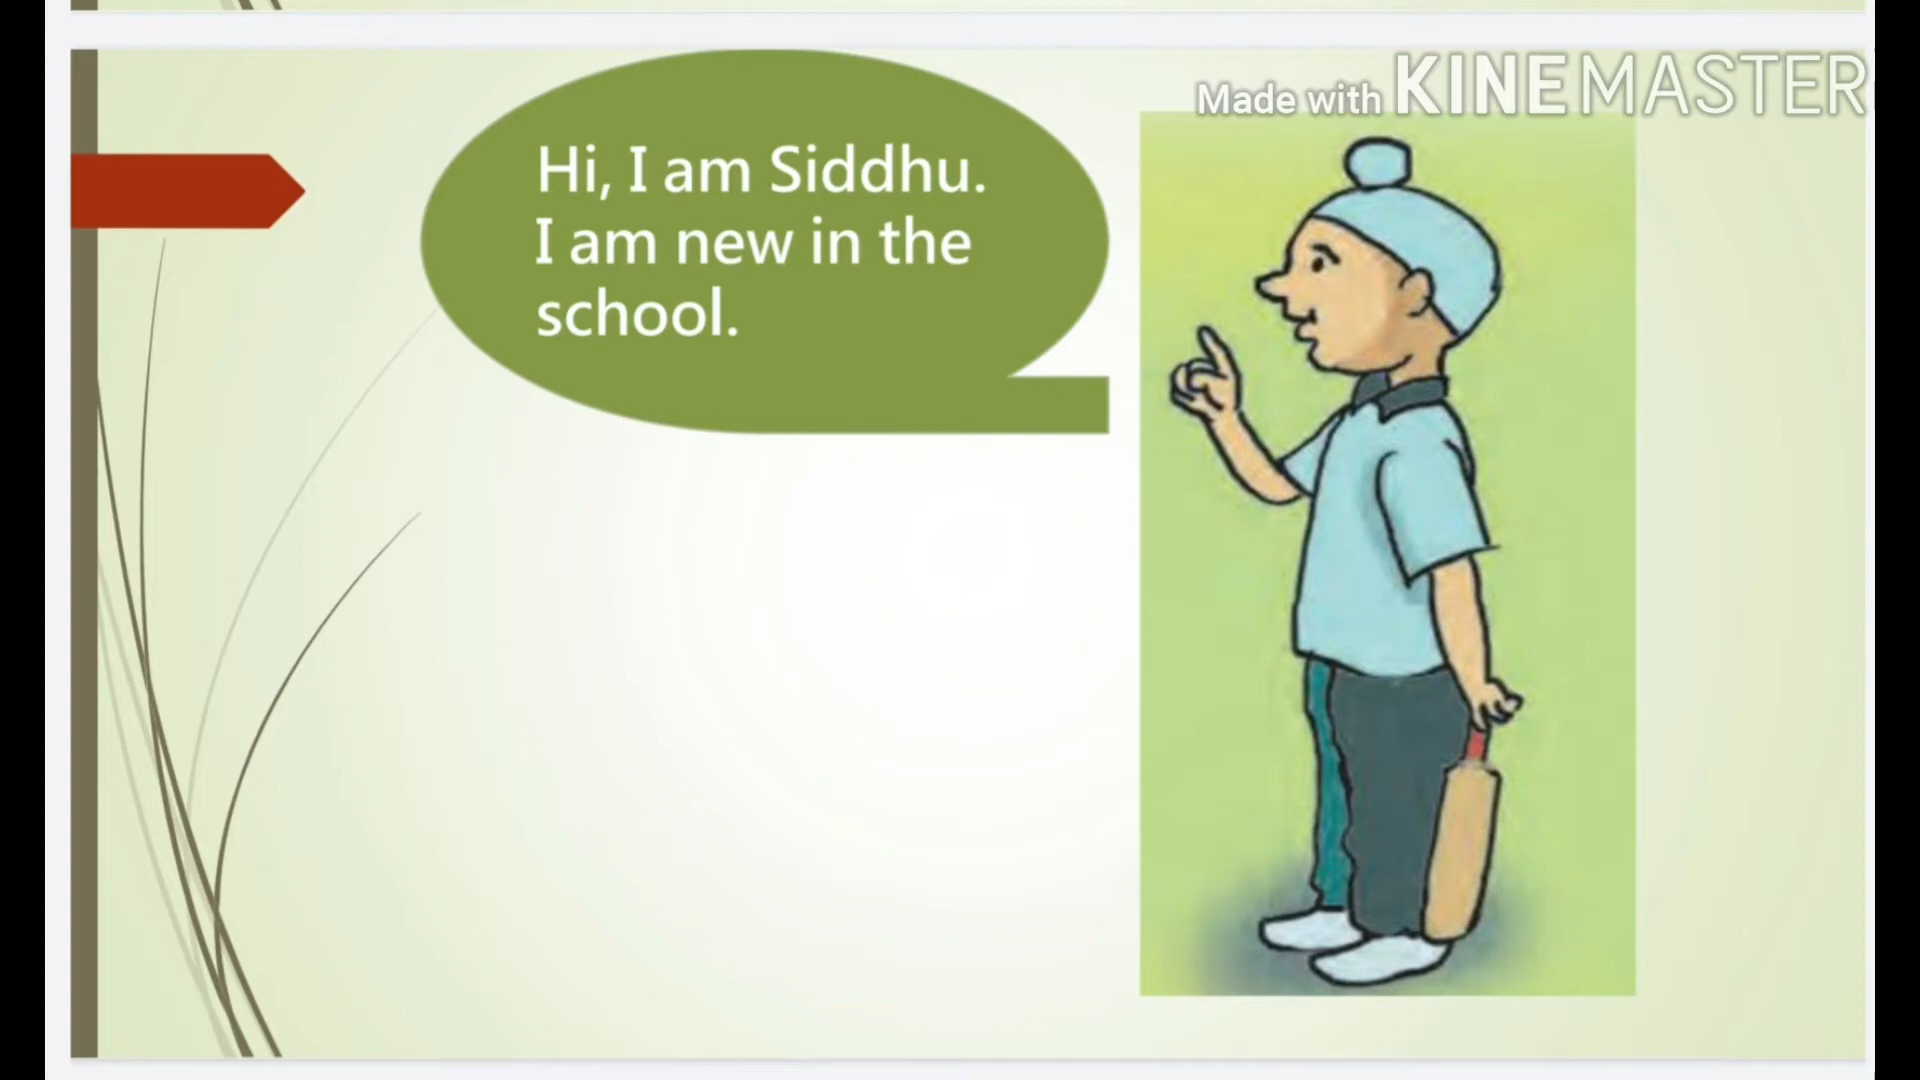 Made with KINEMASTER
Hi, I am Siddhu.
I am new in the
school.